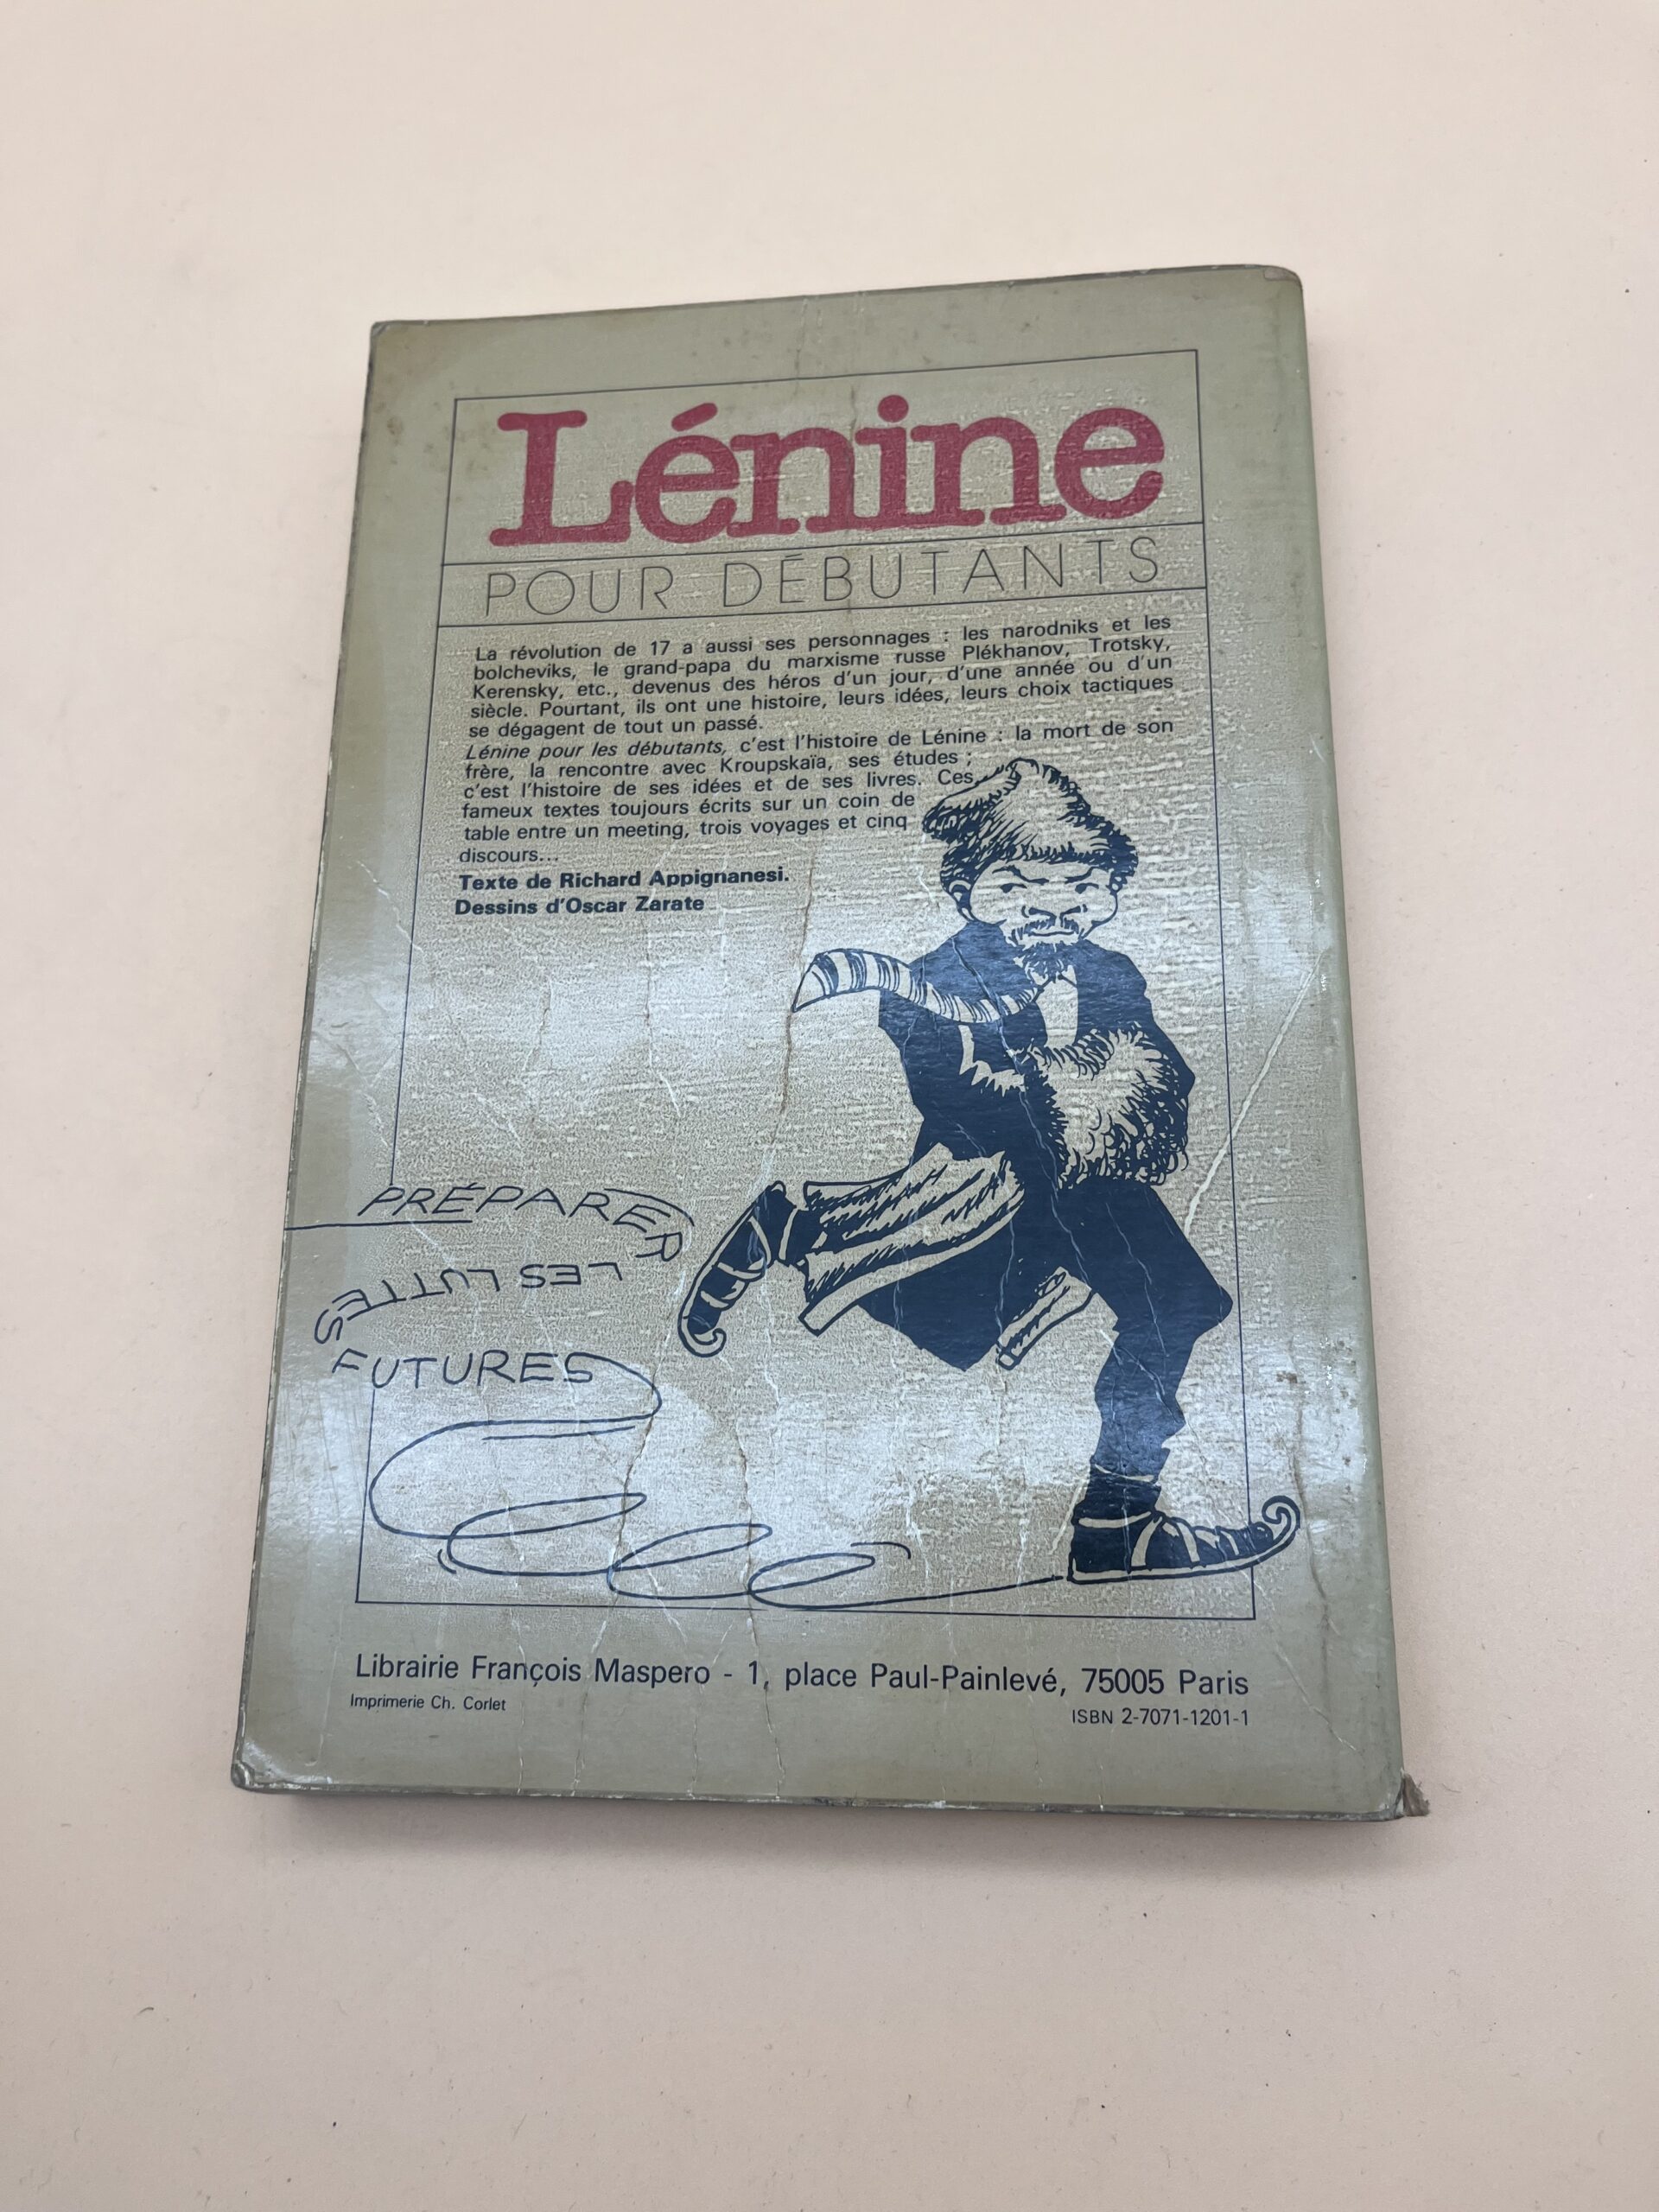 Lénine
POUR DÉBUTANTS
La révolution de 17 a aussi ses personnages : les narodniks et les
bolcheviks, le grand-papa du marxisme russe Plékhanov, Trotsky,
Kerensky, etc., devenus des héros d'un jour, d'une année ou d'un
siècle. Pourtant, ils ont une histoire, leurs idées, leurs choix tactiques
se dégagent de tout un passé.
Lénine pour les débutants, c'est l'histoire de Lénine : la mort de son
frère, la rencontre avec Kroupskaïa, ses études ;
c'est l'histoire de ses idées et de ses livres. Ces
fameux textes toujours écrits sur un coin de
table entre un meeting, trois voyages et cinq
discours...
Texte de Richard Appignanesi.
Dessins d'Oscar Zarate
PRÉPARER
LES LUTTES
FUTURES
Librairie François Maspero - 1, place Paul-Painlevé, 75005 Paris
Imprimerie Ch. Corlet
ISBN 2-7071-1201-1